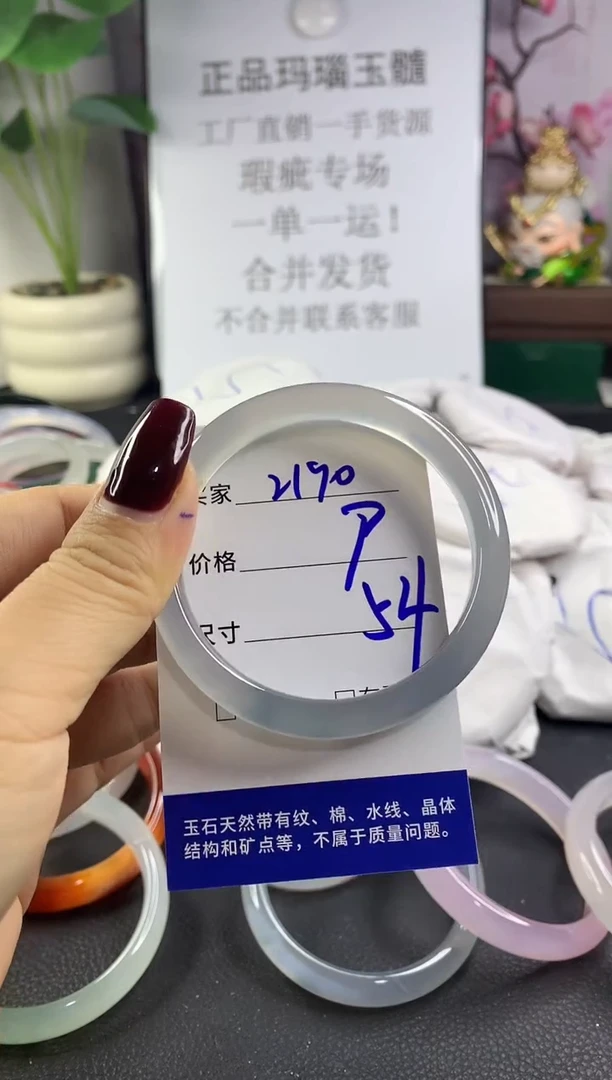 正品玛瑙玉髓
工厂直销一手货源
瑕疵专场
一单一运！
合并发货
不合并联系客服
家 2190
P
价格
尺寸 54
玉石天然带有纹、棉、水线、晶体
结构和矿点等，不属于质量问题。